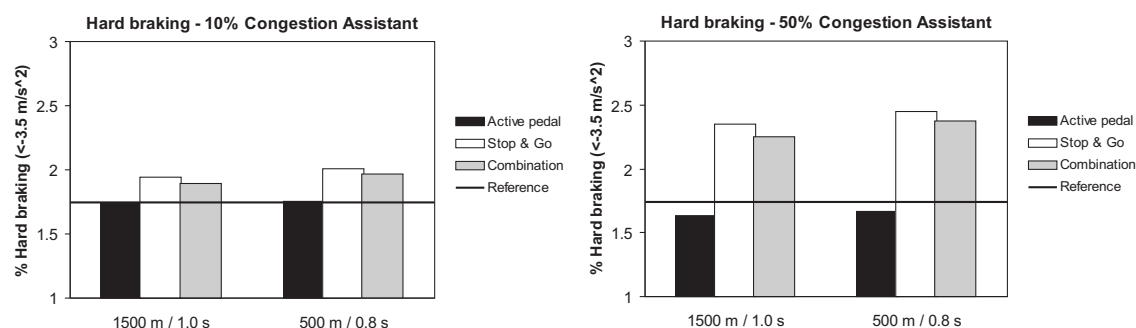 Hard braking - 10% Congestion Assistant
% Hard braking (<-3.5 m/s^2)
3
2.5
2
1.5
1
1500 m / 1.0 s
500 m / 0.8 s
Active pedal
Stop & Go
Combination
Reference
Hard braking - 50% Congestion Assistant
% Hard braking (<-3.5 m/s^2)
3
2.5
2
1.5
1
1500 m / 1.0 s
500 m / 0.8 s
Active pedal
Stop & Go
Combination
Reference